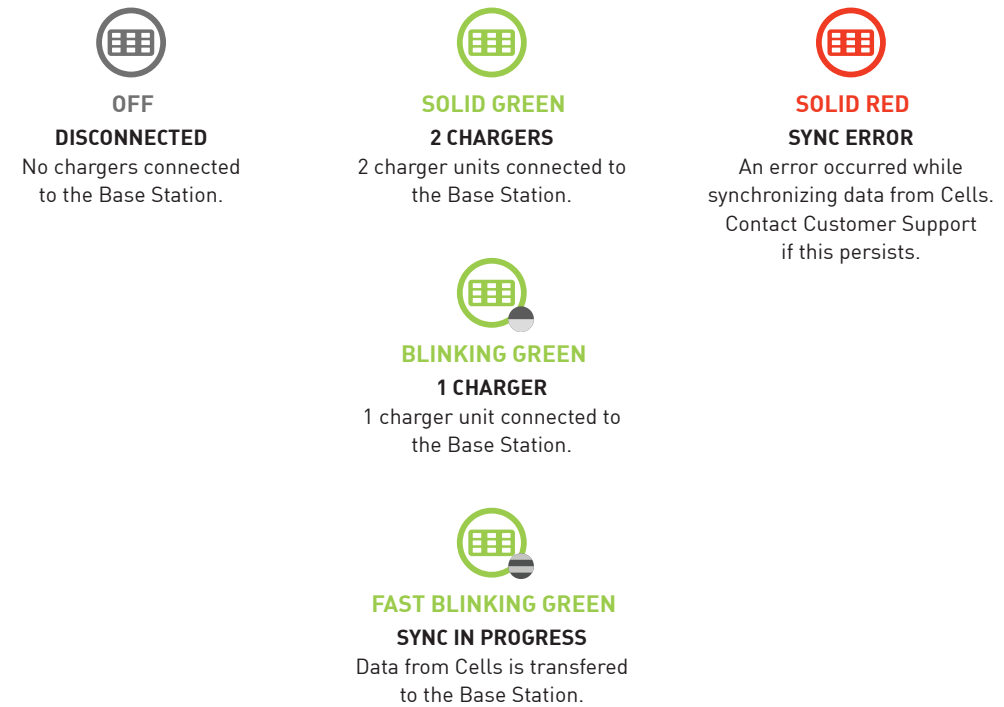 OFF
DISCONNECTED
No chargers connected
to the Base Station.
SOLID GREEN
2 CHARGERS
2 charger units connected to
the Base Station.
BLINKING GREEN
1 CHARGER
1 charger unit connected to
the Base Station.
FAST BLINKING GREEN
SYNC IN PROGRESS
Data from Cells is transfered
to the Base Station.
SOLID RED
SYNC ERROR
An error occurred while
synchronizing data from Cells.
Contact Customer Support
if this persists.